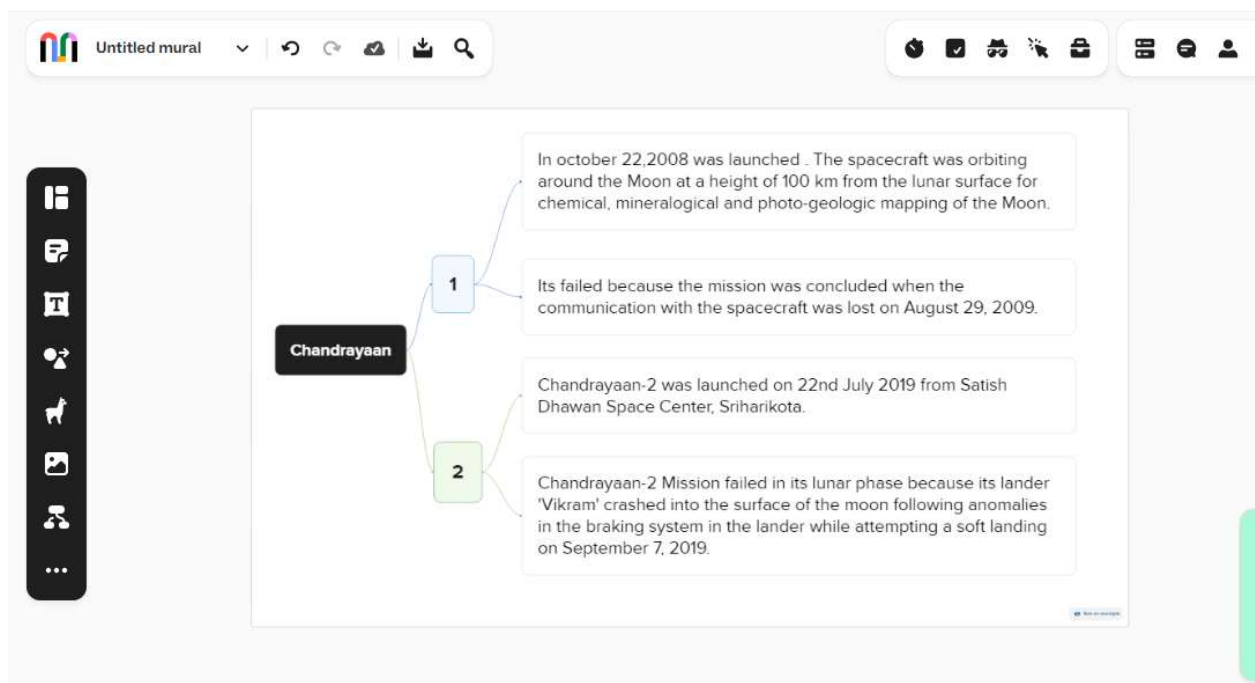 Untitled mural
In october 22,2008 was launched . The spacecraft was orbiting
around the Moon at a height of 100 km from the lunar surface for
chemical, mineralogical and photo-geologic mapping of the Moon.
1
Its failed because the mission was concluded when the
communication with the spacecraft was lost on August 29, 2009.
Chandrayaan
Chandrayaan-2 was launched on 22nd July 2019 from Satish
Dhawan Space Center, Sriharikota.
2
Chandrayaan-2 Mission failed in its lunar phase because its lander
'Vikram' crashed into the surface of the moon following anomalies
in the braking system in the lander while attempting a soft landing
on September 7, 2019.